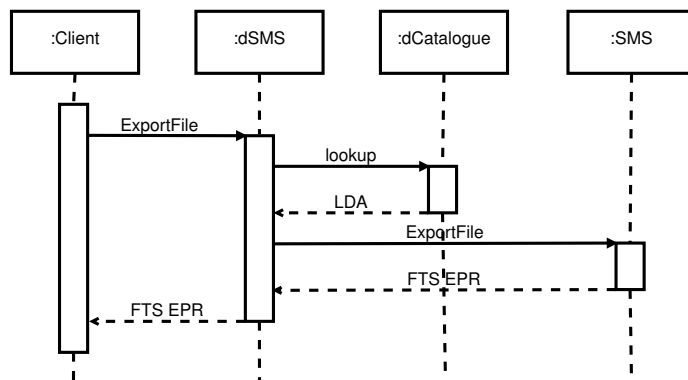 :Client
:dSMS
:dCatalogue
:SMS
ExportFile
lookup
LDA
ExportFile
FTS EPR
FTS EPR